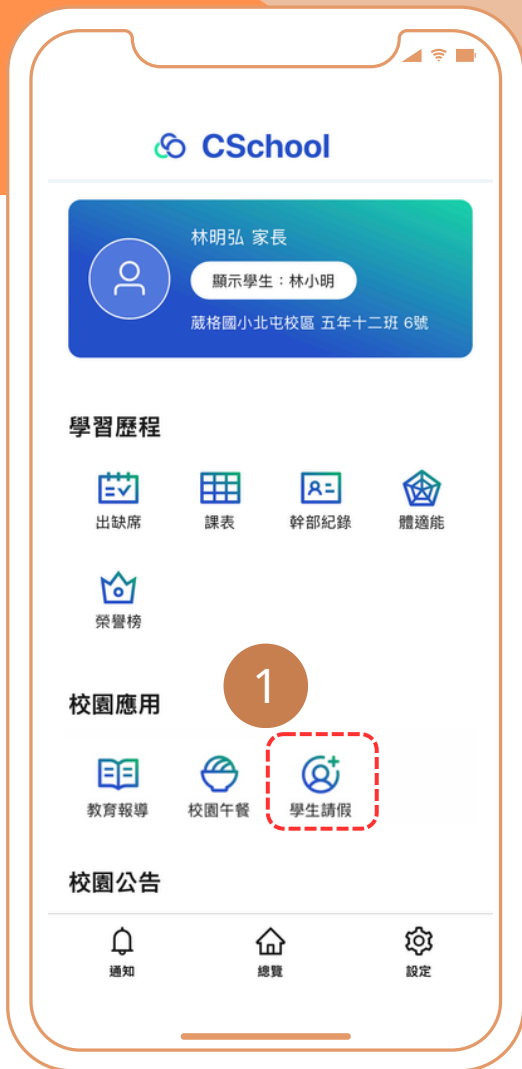 CSchool
林明弘 家長
顯示學生：林小明
葳格國小北屯校區 五年十二班 6號
學習歷程
出缺席 課表 幹部紀錄 體適能
榮譽榜
1
校園應用
教育報導 校園午餐 學生請假
校園公告
通知 總覽 設定